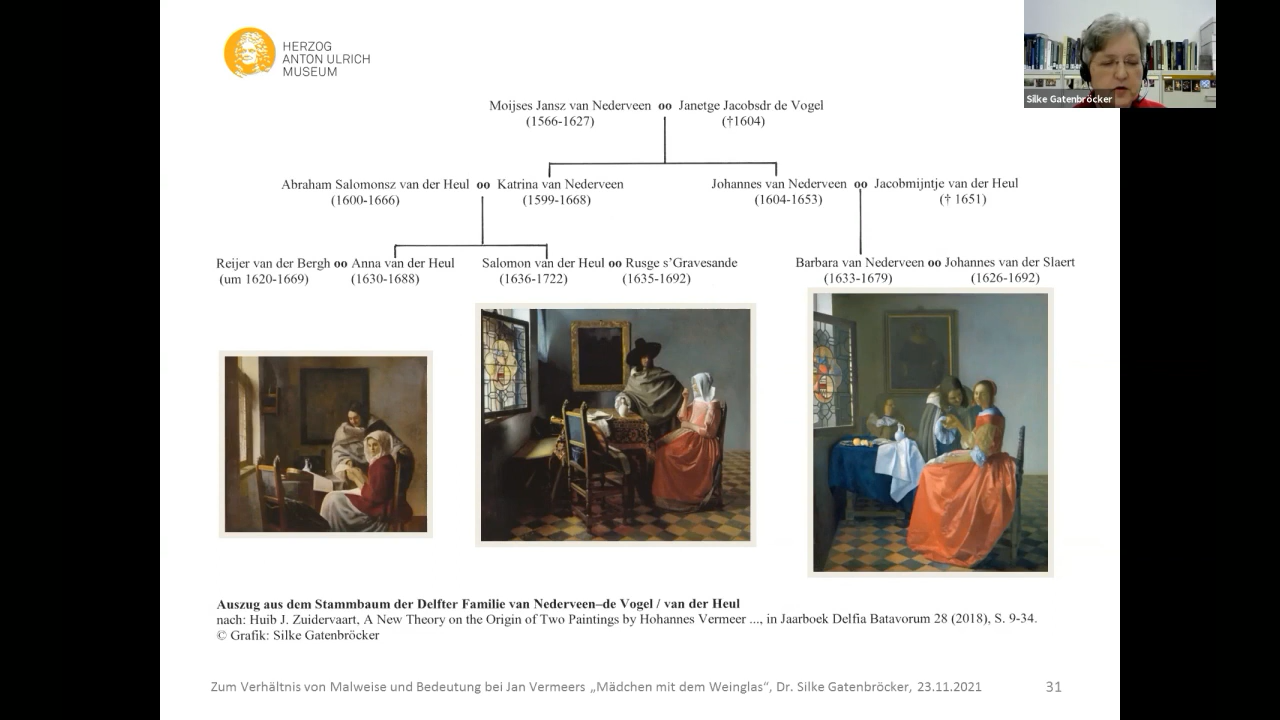 HERZOG
ANTON ULRICH
MUSEUM
Silke Gatenbröcker
Moijses Jansz van Nederveen oo Janetge Jacobsdr de Vogel
(1566-1627) (†1604)
Abraham Salomonsz van der Heul oo Katrina van Nederveen Johannes van Nederveen oo Jacobmijntje van der Heul
(1600-1666) (1599-1668) (1604-1653) († 1651)
Reijer van der Bergh oo Anna van der Heul Salomon van der Heul oo Rusge s'Gravesande Barbara van Nederveen oo Johannes van der Slaert
(um 1620-1669) (1630-1688) (1636-1722) (1635-1692) (1633-1679) (1626-1692)
Auszug aus dem Stammbaum der Delfter Familie van Nederveen–de Vogel / van der Heul
nach: Huib J. Zuidervaart, A New Theory on the Origin of Two Paintings by Hohannes Vermeer ..., in Jaarboek Delfia Batavorum 28 (2018), S. 9-34.
© Grafik: Silke Gatenbröcker
Zum Verhältnis von Malweise und Bedeutung bei Jan Vermeers „Mädchen mit dem Weinglas“, Dr. Silke Gatenbröcker, 23.11.2021 31